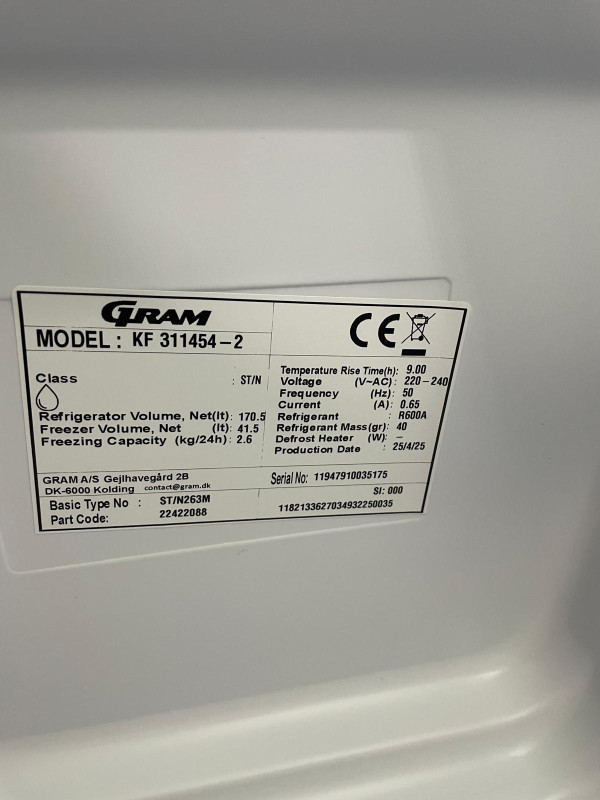 GRAM
MODEL : KF 311454-2
CE
Class : ST/N
Refrigerator Volume, Net(lt): 170.5
Freezer Volume, Net (lt): 41.5
Freezing Capacity (kg/24h): 2.6
Temperature Rise Time(h): 9.00
Voltage (V~AC) : 220-240
Frequency (Hz): 50
Current (A): 0.65
Refrigerant : R600A
Refrigerant Mass(gr): 40
Defrost Heater (W): –
Production Date : 25/4/25
GRAM A/S Gejlhavegård 2B
DK-6000 Kolding contact@gram.dk
Serial No: 11947910035175
SI: 000
Basic Type No : ST/N263M
Part Code: 22422088
1182133627034932250035